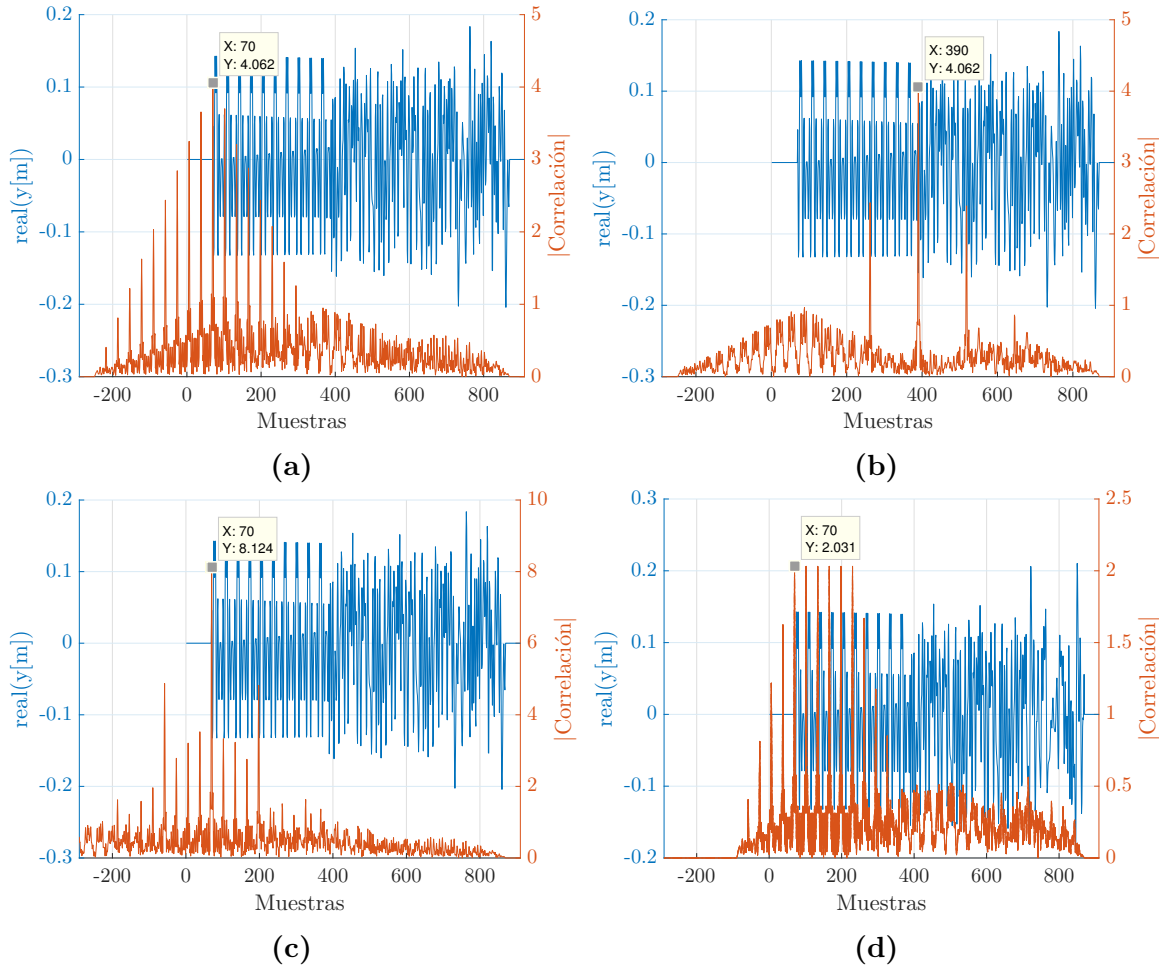 0.2
0.1
0
-0.1
-0.2
-0.3
real(y[m])
X: 70
Y: 4.062
5
4
3
2
1
0
|Correlación|
-200 0 200 400 600 800
Muestras
(a)
0.2
0.1
0
-0.1
-0.2
-0.3
real(y[m])
X: 390
Y: 4.062
5
4
3
2
1
0
|Correlación|
-200 0 200 400 600 800
Muestras
(b)
0.2
0.1
0
-0.1
-0.2
-0.3
real(y[m])
X: 70
Y: 8.124
10
8
6
4
2
0
|Correlación|
-200 0 200 400 600 800
Muestras
(c)
0.3
0.2
0.1
0
-0.1
-0.2
real(y[m])
X: 70
Y: 2.031
2.5
2
1.5
1
0.5
0
|Correlación|
-200 0 200 400 600 800
Muestras
(d)